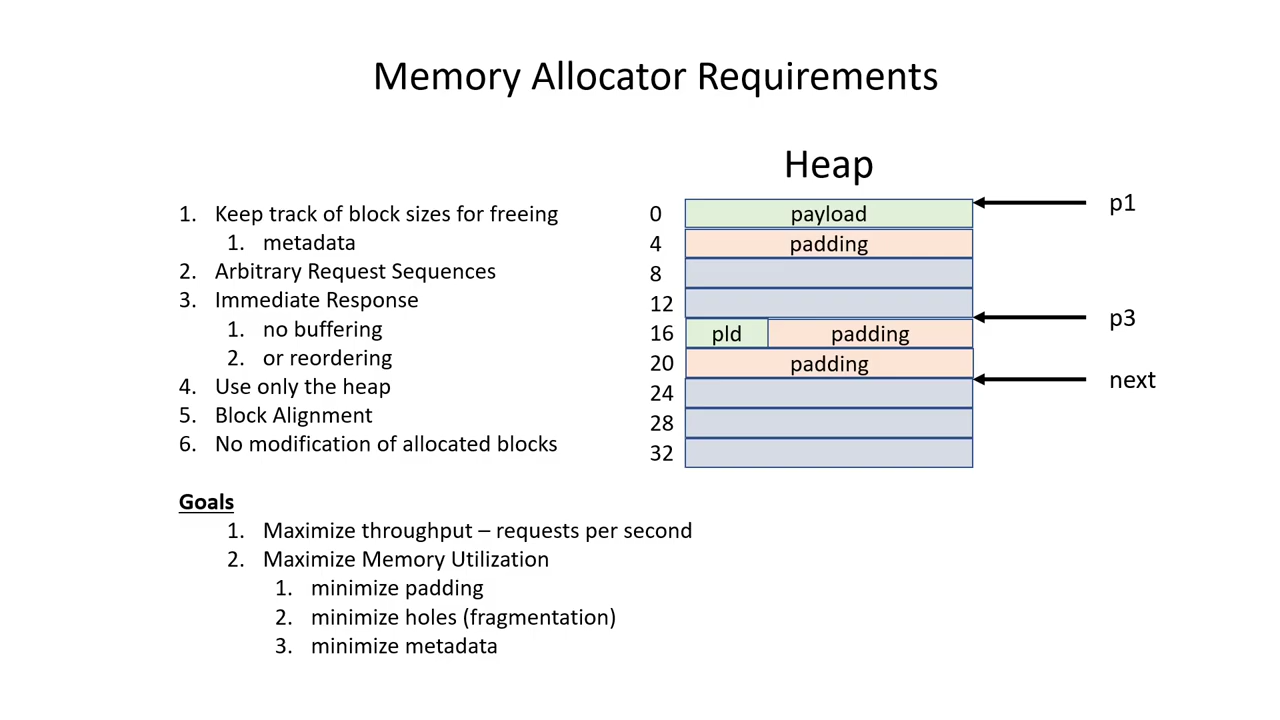 Memory Allocator Requirements
1. Keep track of block sizes for freeing
1. metadata
2. Arbitrary Request Sequences
3. Immediate Response
1. no buffering
2. or reordering
4. Use only the heap
5. Block Alignment
6. No modification of allocated blocks
Goals
1. Maximize throughput – requests per second
2. Maximize Memory Utilization
1. minimize padding
2. minimize holes (fragmentation)
3. minimize metadata
Heap
0 payload p1
4 padding
8
12
p3
16 pld padding
20 padding
next
24
28
32